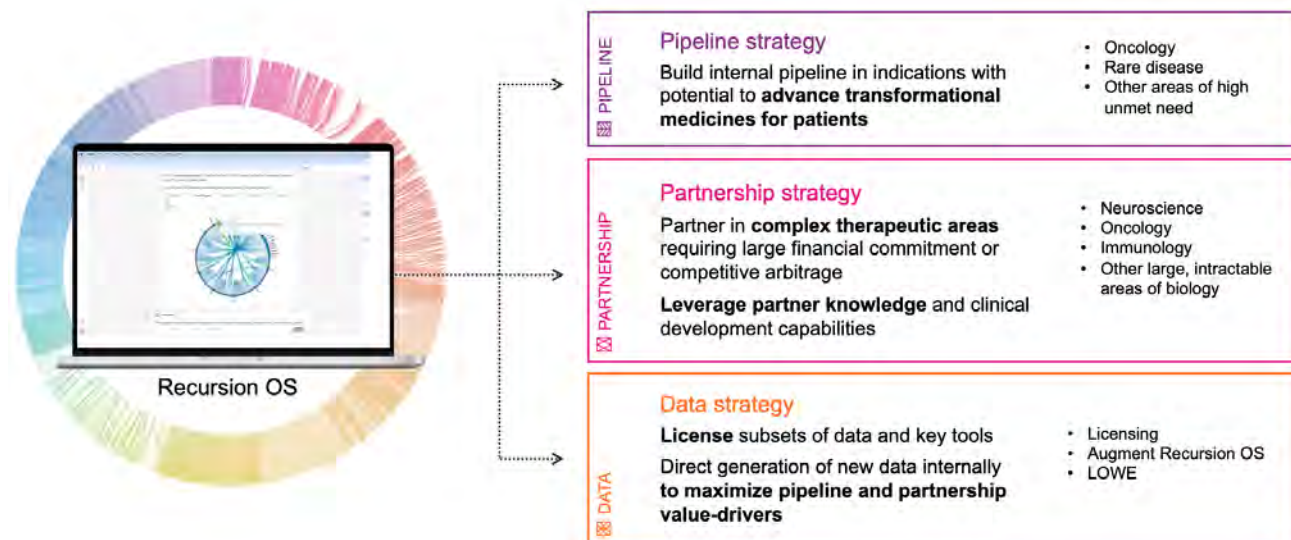 Recursion OS
PIPELINE
Pipeline strategy
Build internal pipeline in indications with
potential to advance transformational
medicines for patients
• Oncology
• Rare disease
• Other areas of high
unmet need
PARTNERSHIP
Partnership strategy
Partner in complex therapeutic areas
requiring large financial commitment or
competitive arbitrage
Leverage partner knowledge and clinical
development capabilities
• Neuroscience
• Oncology
• Immunology
• Other large, intractable
areas of biology
DATA
Data strategy
License subsets of data and key tools
Direct generation of new data internally
to maximize pipeline and partnership
value-drivers
• Licensing
• Augment Recursion OS
• LOWE